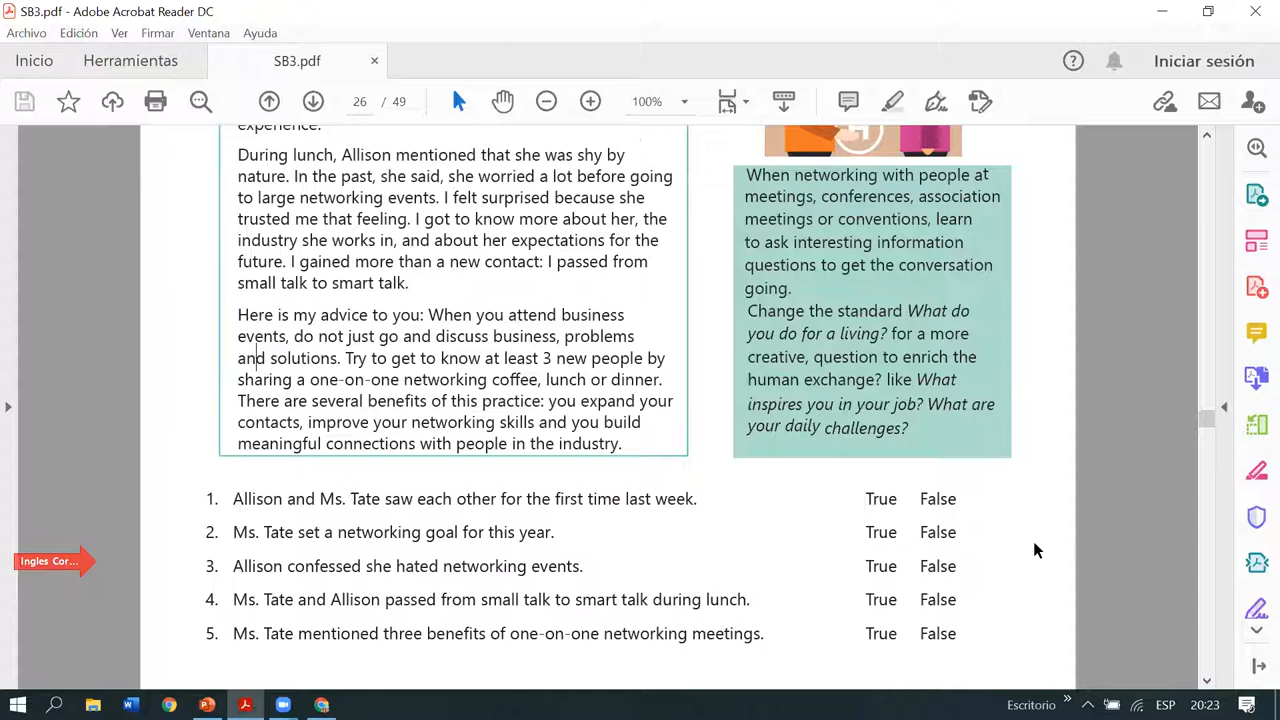 SB3.pdf - Adobe Acrobat Reader DC
Archivo Edición Ver Firmar Ventana Ayuda
Inicio Herramientas SB3.pdf × Iniciar sesión
26 / 49 100%
experience.
During lunch, Allison mentioned that she was shy by
nature. In the past, she said, she worried a lot before going
to large networking events. I felt surprised because she
trusted me that feeling. I got to know more about her, the
industry she works in, and about her expectations for the
future. I gained more than a new contact: I passed from
small talk to smart talk.
Here is my advice to you: When you attend business
events, do not just go and discuss business, problems
and solutions. Try to get to know at least 3 new people by
sharing a one-on-one networking coffee, lunch or dinner.
There are several benefits of this practice: you expand your
contacts, improve your networking skills and you build
meaningful connections with people in the industry.
When networking with people at
meetings, conferences, association
meetings or conventions, learn
to ask interesting information
questions to get the conversation
going.
Change the standard What do
you do for a living? for a more
creative, question to enrich the
human exchange? like What
inspires you in your job? What are
your daily challenges?
1. Allison and Ms. Tate saw each other for the first time last week. True False
2. Ms. Tate set a networking goal for this year. True False
3. Allison confessed she hated networking events. True False
4. Ms. Tate and Allison passed from small talk to smart talk during lunch. True False
5. Ms. Tate mentioned three benefits of one-on-one networking meetings. True False
Ingles Cor...
Escritorio » ESP 20:23